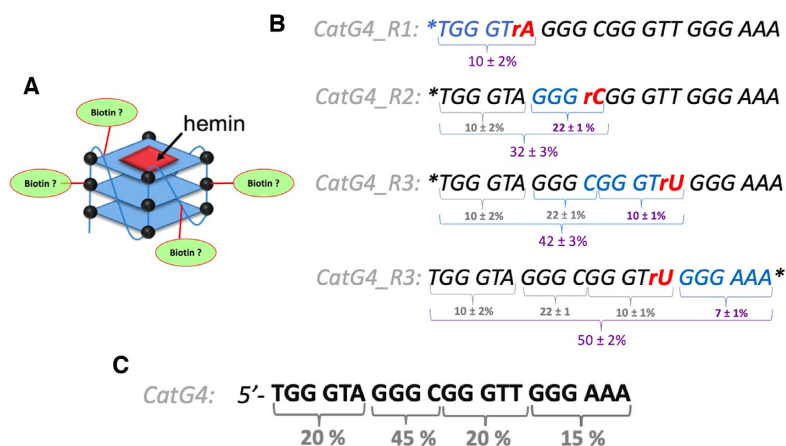 A
hemin
Biotin ?
Biotin ?
Biotin ?
Biotin ?
B
CatG4_R1: *TGG GTrA GGG CGG GTT GGG AAA
10 ± 2%
CatG4_R2: *TGG GTA GGG rCGG GTT GGG AAA
10 ± 2% 22 ± 1 %
32 ± 3%
CatG4_R3: *TGG GTA GGG CGG GTrU GGG AAA
10 ± 2% 22 ± 1% 10 ± 1%
42 ± 3%
CatG4_R3: TGG GTA GGG CGG GTrU GGG AAA*
10 ± 2% 22 ± 1 10 ± 1% 7 ± 1%
50 ± 2%
C
CatG4: 5’- TGG GTA GGG CGG GTT GGG AAA
20 % 45 % 20 % 15 %